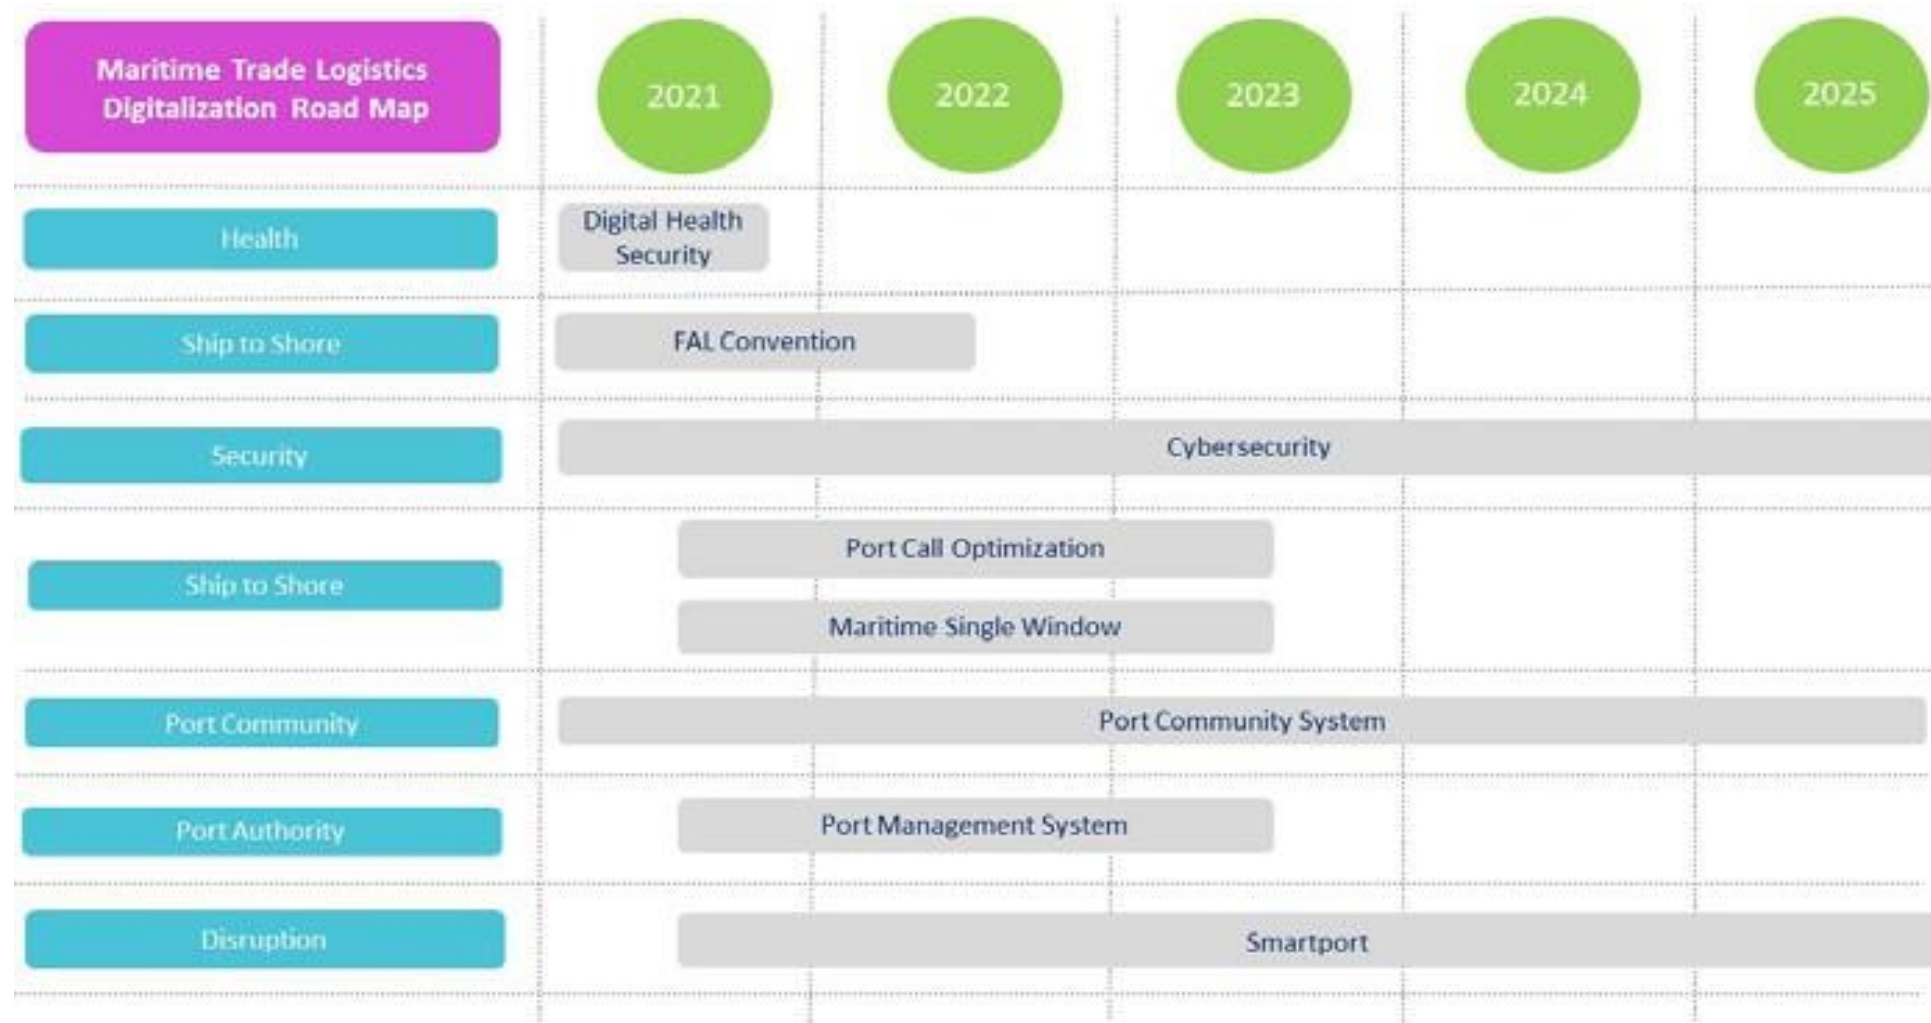 Maritime Trade Logistics
Digitalization Road Map
2021
2022
2023
2024
2025
Health
Digital Health
Security
Ship to Shore
FAL Convention
Security
Cybersecurity
Ship to Shore
Port Call Optimization
Maritime Single Window
Port Community
Port Community System
Port Authority
Port Management System
Disruption
Smartport